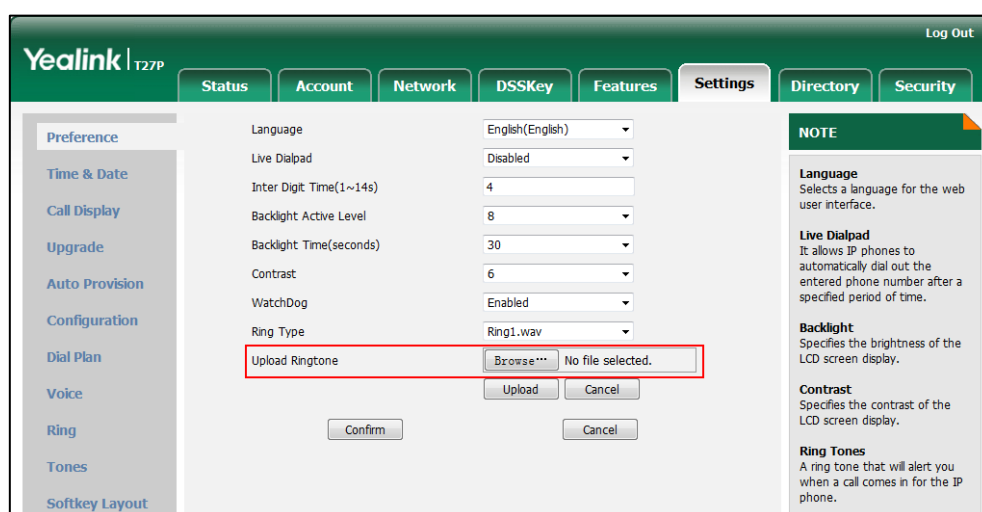 Log Out
Yealink | T27P
Status Account Network DSSKey Features Settings Directory Security
Preference
Time & Date
Call Display
Upgrade
Auto Provision
Configuration
Dial Plan
Voice
Ring
Tones
Softkey Layout
Language English(English)
Live Dialpad Disabled
Inter Digit Time(1~14s) 4
Backlight Active Level 8
Backlight Time(seconds) 30
Contrast 6
WatchDog Enabled
Ring Type Ring1.wav
Upload Ringtone Browse… No file selected.
Upload Cancel
Confirm Cancel
NOTE
Language
Selects a language for the web
user interface.
Live Dialpad
It allows IP phones to
automatically dial out the
entered phone number after a
specified period of time.
Backlight
Specifies the brightness of the
LCD screen display.
Contrast
Specifies the contrast of the
LCD screen display.
Ring Tones
A ring tone that will alert you
when a call comes in for the IP
phone.